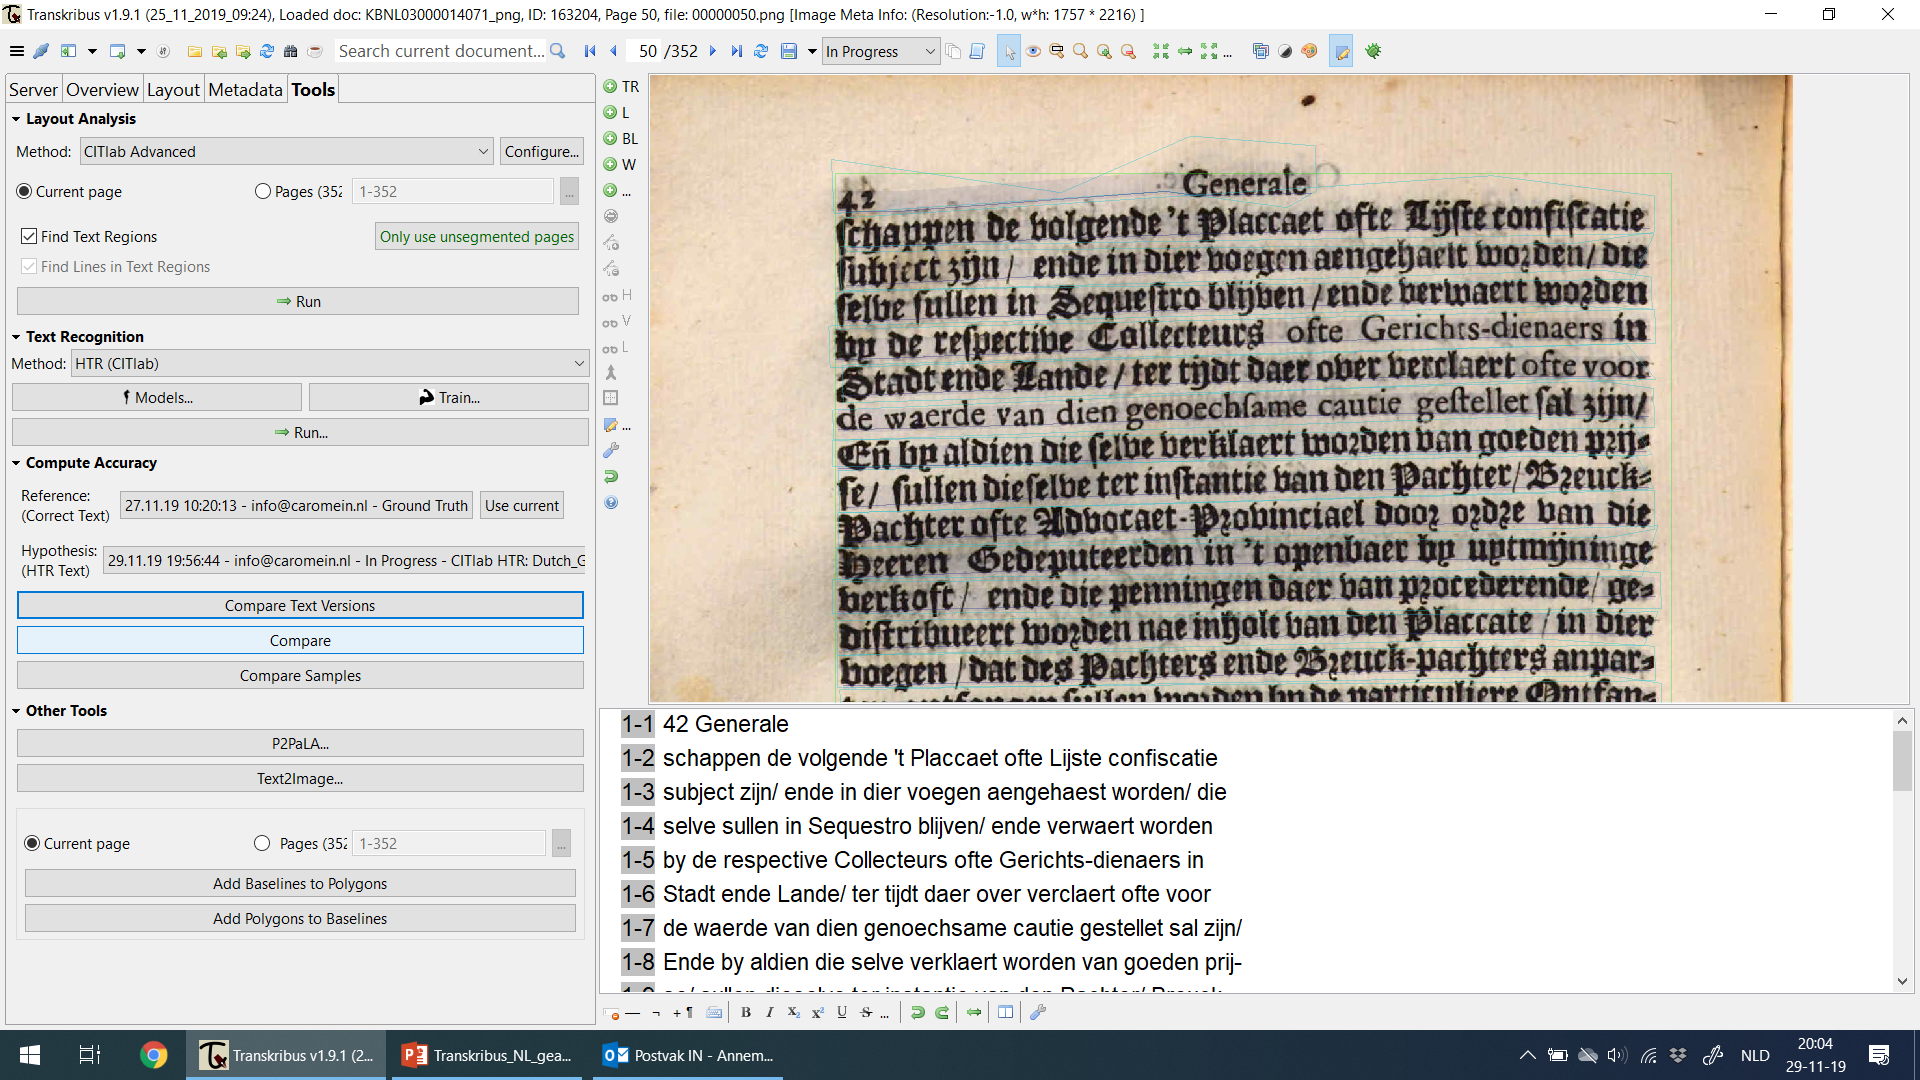 Transkribus v1.9.1 (25_11_2019_09:24), Loaded doc: KBNL03000014071_png, ID: 163204, Page 50, file: 00000050.png [Image Meta Info: (Resolution:-1.0, w*h: 1757 * 2216) ]
Search current document...
50 /352
In Progress
Server Overview Layout Metadata Tools
Layout Analysis
Method: CITlab Advanced Configure...
Current page Pages (352 1-352 ...
Find Text Regions Only use unsegmented pages
Find Lines in Text Regions
Run
Text Recognition
Method: HTR (CITlab)
Models... Train...
Run...
Compute Accuracy
Reference:
(Correct Text) 27.11.19 10:20:13 - info@caromein.nl - Ground Truth Use current
Hypothesis:
(HTR Text) 29.11.19 19:56:44 - info@caromein.nl - In Progress - CITlab HTR: Dutch_G
Compare Text Versions
Compare
Compare Samples
Other Tools
P2PaLA...
Text2Image...
Current page Pages (352 1-352 ...
Add Baselines to Polygons
Add Polygons to Baselines
TR
L
BL
W
...
H
V
L
...
42 Generale
schappen de volgende 't Placcaet ofte Lijste confiscatie
subject zijn/ ende in dier voegen aengehaelt worden/ die
selve sullen in Sequestro blijven/ende verwaert worden
by de respective Collecteurs ofte Gerichts-dienaers in
Stadt ende Lande/ ter tijdt daer over verclaert ofte voor
de waerde van dien genoechsame cautie gestellet sal zijn/
Eñ by aldien die selve verklaert worden van goeden prij-
se/ sullen dieselve ter instantie van den Pachter/ Breuck-
Pachter ofte Advocaet-Provinciael door ordre van die
Heeren Gedeputeerden in 't openbaer by uytmijninge
verkoft/ ende die penningen daer van procederende/ ge-
distribueert worden nae inholt van den Placcate/ in dier
voegen/dat des Pachters ende Breuck-pachters anpar-
1-1 42 Generale
1-2 schappen de volgende 't Placcaet ofte Lijste confiscatie
1-3 subject zijn/ ende in dier voegen aengehaest worden/ die
1-4 selve sullen in Sequestro blijven/ ende verwaert worden
1-5 by de respective Collecteurs ofte Gerichts-dienaers in
1-6 Stadt ende Lande/ ter tijdt daer over verclaert ofte voor
1-7 de waerde van dien genoechsame cautie gestellet sal zijn/
1-8 Ende by aldien die selve verklaert worden van goeden prij-
B I X₂ x² U S ...
Transkribus v1.9.1 (2... Transkribus_NL_gea... Postvak IN - Annem...
NLD
20:04
29-11-19